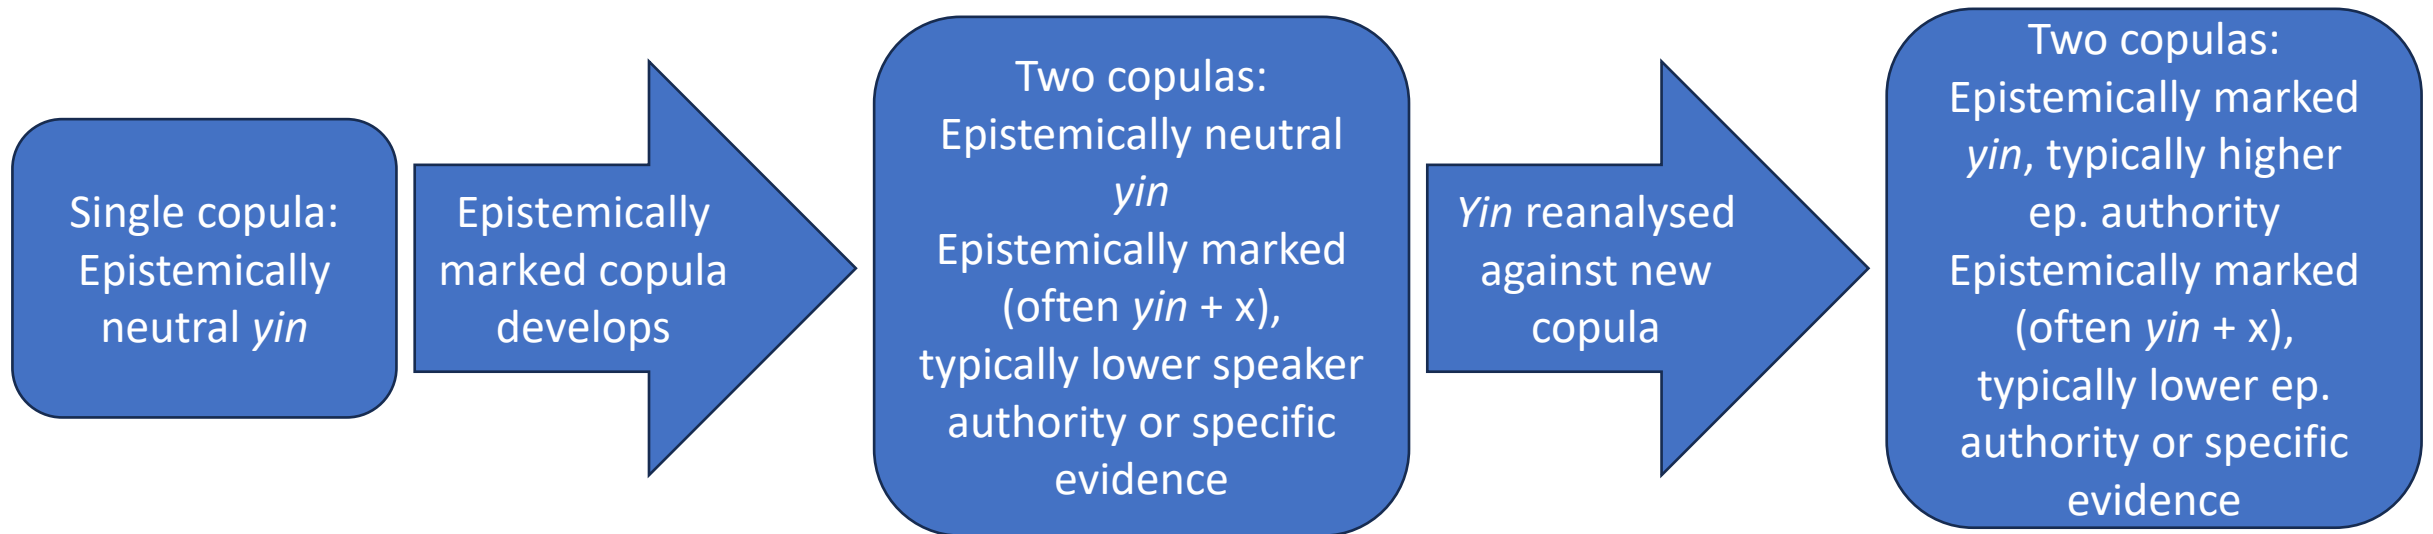 Single copula:
Epistemically
neutral yin
Epistemically
marked copula
develops
Two copulas:
Epistemically neutral
yin
Epistemically marked
(often yin + x),
typically lower speaker
authority or specific
evidence
Yin reanalysed
against new
copula
Two copulas:
Epistemically marked
yin, typically higher
ep. authority
Epistemically marked
(often yin + x),
typically lower ep.
authority or specific
evidence